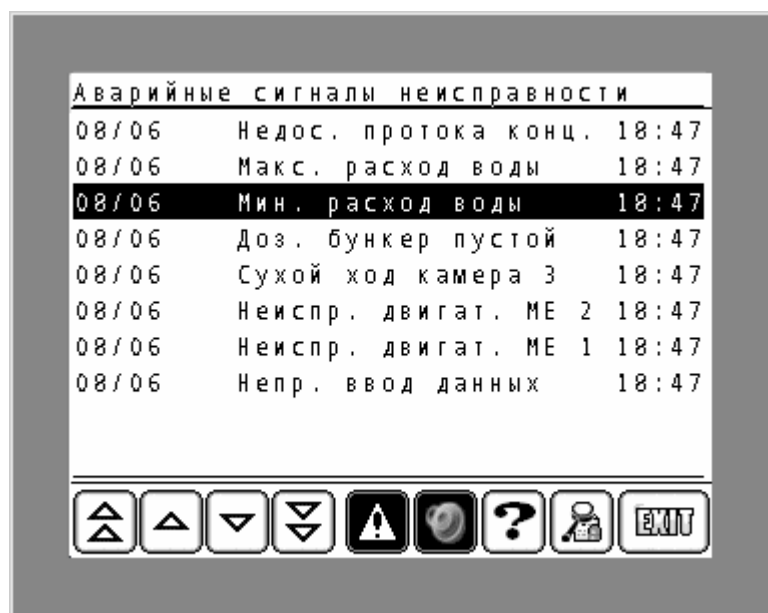 Аварийные сигналы неисправности
08/06 Недос. протока конц. 18:47
08/06 Макс. расход воды 18:47
08/06 Мин. расход воды 18:47
08/06 Доз. бункер пустой 18:47
08/06 Сухой ход камера 3 18:47
08/06 Неиспр. двигат. МЕ 2 18:47
08/06 Неиспр. двигат. МЕ 1 18:47
08/06 Непр. ввод данных 18:47
? EXIT